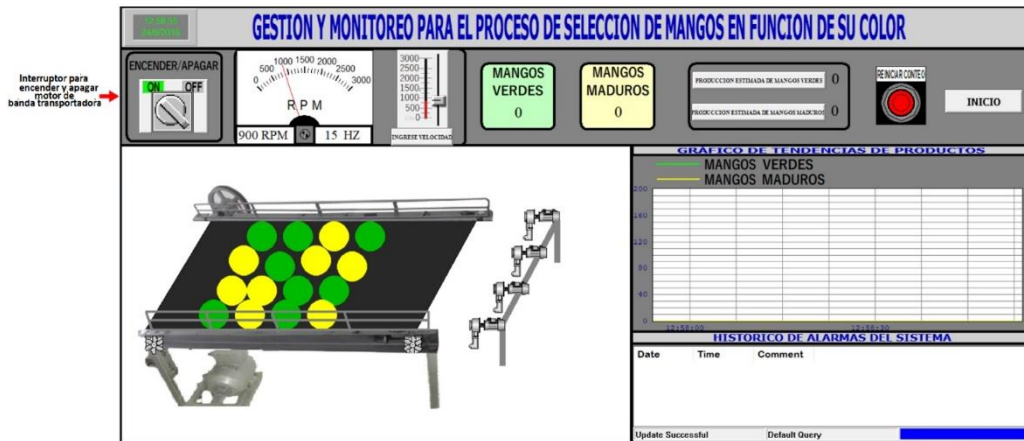 12:58:55
24/8/2016
GESTION Y MONITOREO PARA EL PROCESO DE SELECCION DE MANGOS EN FUNCION DE SU COLOR
Interruptor para
encender y apagar
motor de
banda transportadora
ENCENDER/APAGAR
ON OFF
0 500 1000 1500 2000 2500 3000
R P M
900 RPM 15 HZ
3000
2500
2000
1500
1000
500
0
INGRESE VELOCIDAD
MANGOS
VERDES
0
MANGOS
MADUROS
0
PRODUCCION ESTIMADA DE MANGOS VERDES 0
PRODUCCION ESTIMADA DE MANGOS MADUROS 0
REINICIAR CONTEO
INICIO
GRÁFICO DE TENDENCIAS DE PRODUCTOS
MANGOS VERDES
MANGOS MADUROS
200
160
120
80
40
0
12:58:00 12:58:30
HISTORICO DE ALARMAS DEL SISTEMA
Date Time Comment
Update Successful Default Query